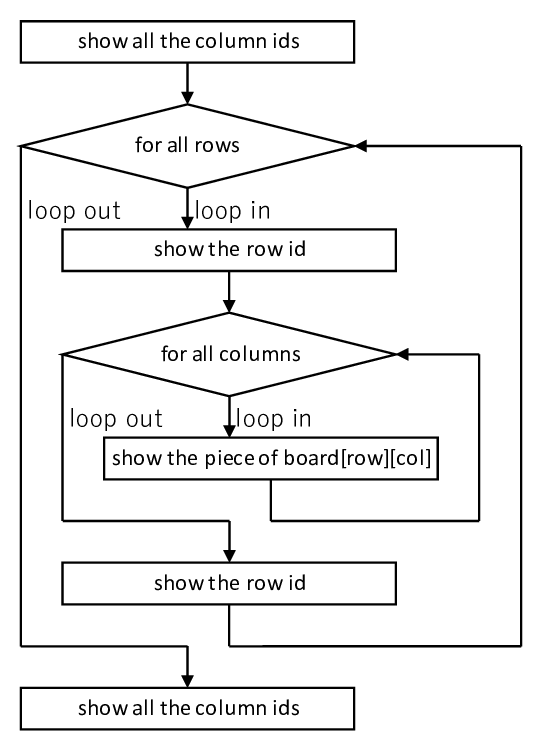 show all the column ids
for all rows
loop out
loop in
show the row id
for all columns
loop out
loop in
show the piece of board[row][col]
show the row id
show all the column ids